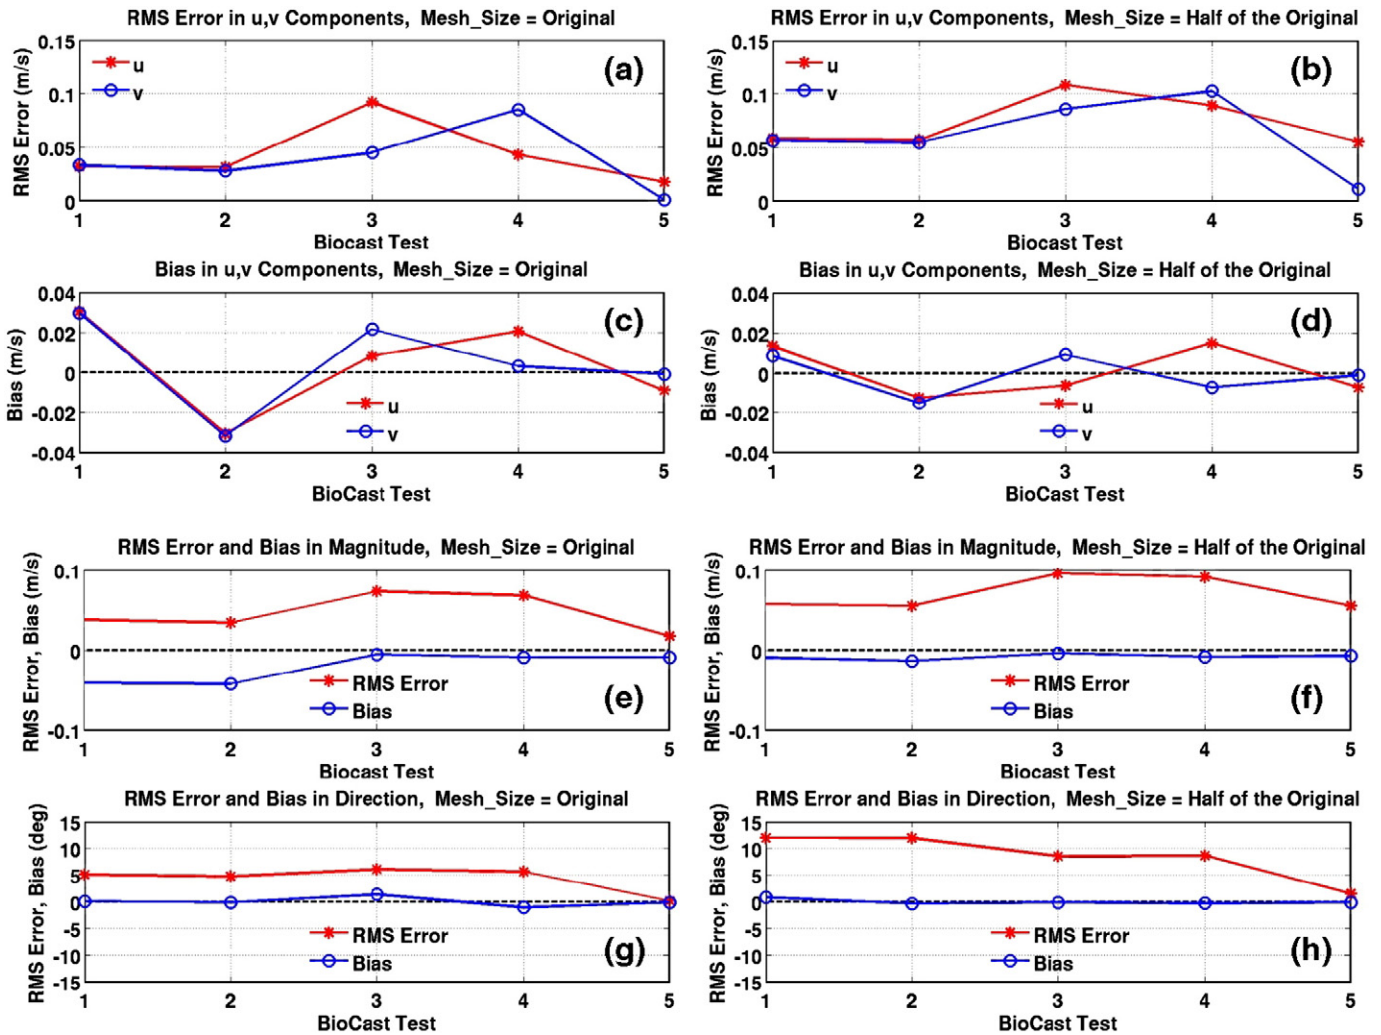 RMS Error in u,v Components, Mesh_Size = Original
RMS Error (m/s)
0.15
0.1
0.05
0
u
v
(a)
1 2 3 4 5
Biocast Test
RMS Error in u,v Components, Mesh_Size = Half of the Original
RMS Error (m/s)
0.15
0.1
0.05
0
u
v
(b)
1 2 3 4 5
Biocast Test
Bias in u,v Components, Mesh_Size = Original
Bias (m/s)
0.04
0.02
0
-0.02
-0.04
(c)
u
v
1 2 3 4 5
BioCast Test
Bias in u,v Components, Mesh_Size = Half of the Original
Bias (m/s)
0.04
0.02
0
-0.02
-0.04
(d)
u
v
1 2 3 4 5
BioCast Test
RMS Error and Bias in Magnitude, Mesh_Size = Original
RMS Error, Bias (m/s)
0.1
0
-0.1
RMS Error
Bias
(e)
1 2 3 4 5
Biocast Test
RMS Error and Bias in Magnitude, Mesh_Size = Half of the Original
RMS Error, Bias (m/s)
0.1
0
-0.1
RMS Error
Bias
(f)
1 2 3 4 5
Biocast Test
RMS Error and Bias in Direction, Mesh_Size = Original
RMS Error, Bias (deg)
15
10
5
0
-5
-10
-15
RMS Error
Bias
(g)
1 2 3 4 5
BioCast Test
RMS Error and Bias in Direction, Mesh_Size = Half of the Original
RMS Error, Bias (deg)
15
10
5
0
-5
-10
-15
RMS Error
Bias
(h)
1 2 3 4 5
BioCast Test